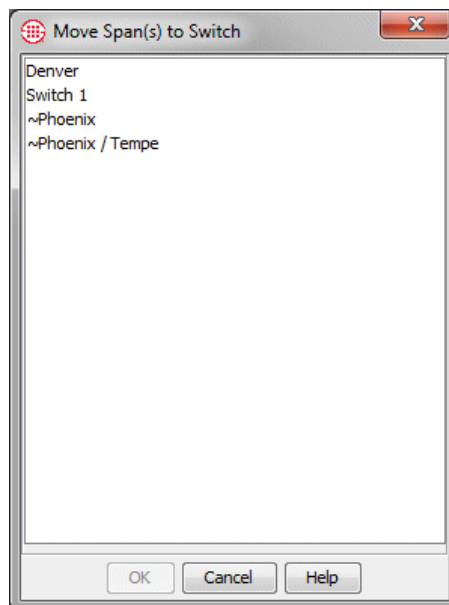 Move Span(s) to Switch
Denver
Switch 1
~Phoenix
~Phoenix / Tempe
OK Cancel Help